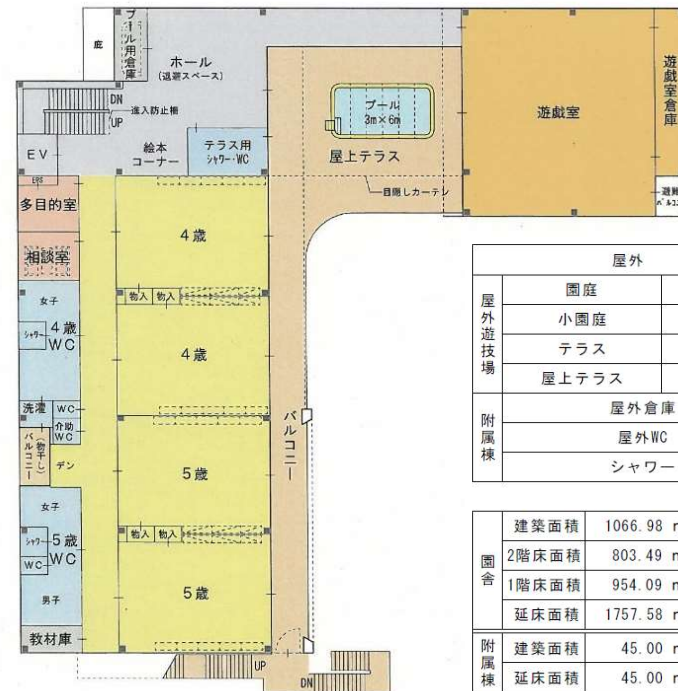 庇
プール用倉庫
ホール
(退避スペース)
DN
進入防止柵
UP
EV
EPS
絵本
コーナー
テラス用
シャワー・WC
プール
3m×6m
屋上テラス
目隠しカーテン
遊戯室
遊戯室倉庫
多目的室
相談室
女子
シャワー
4歳
WC
洗濯
WC
介助
WC
バルコニー
(物干し)
デン
女子
シャワー
5歳
WC
WC
男子
教材庫
4歳
物入
物入
4歳
5歳
物入
物入
5歳
バルコニー
UP
DN
屋外
屋外遊技場
園庭
小園庭
テラス
屋上テラス
附属棟
屋外倉庫
屋外WC
シャワー
園舎
建築面積 1066.98
2階床面積 803.49
1階床面積 954.09
延床面積 1757.58
附属棟
建築面積 45.00
延床面積 45.00